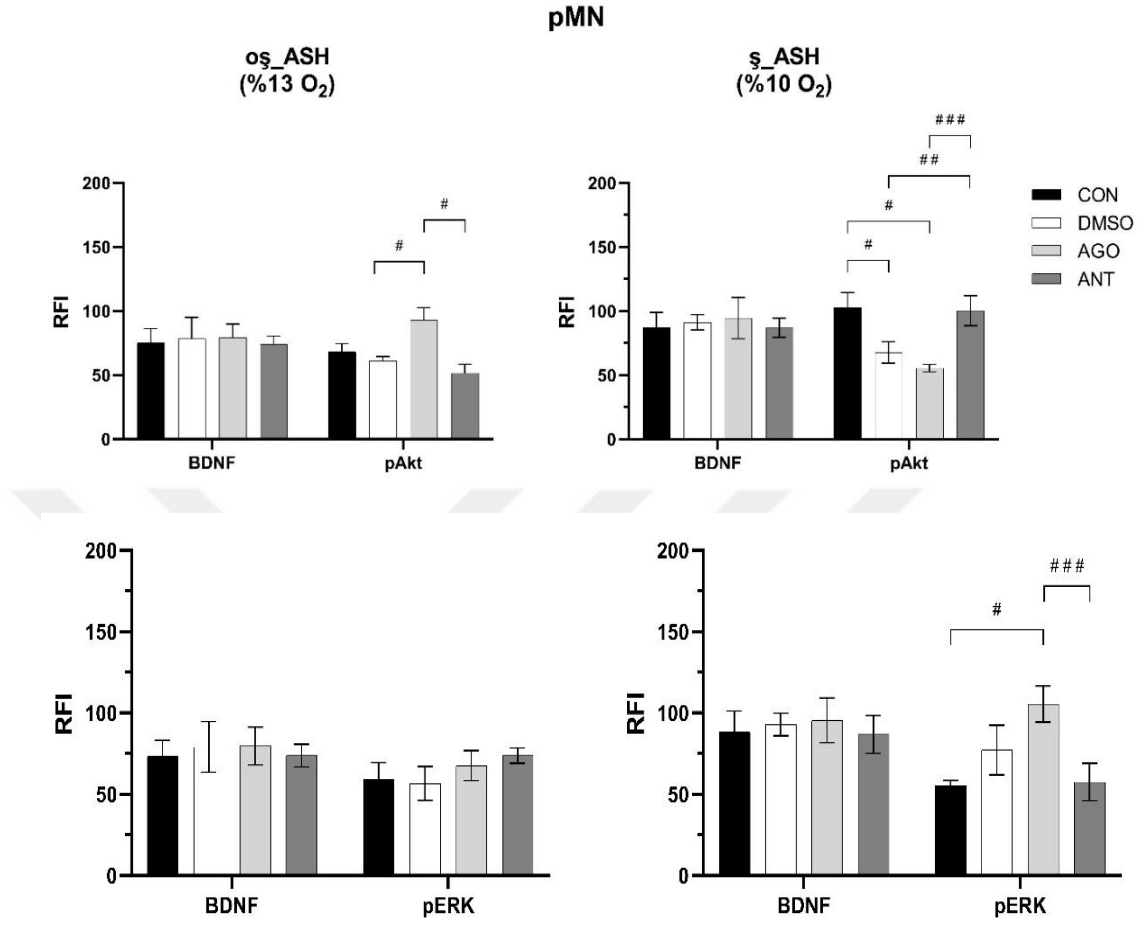 pMN
oş_ASH
(%13 O₂)
ş_ASH
(%10 O₂)
RFI
200
150
100
50
0
#
#
BDNF
pAkt
RFI
200
150
100
50
0
#
#
##
###
BDNF
pAkt
CON
DMSO
AGO
ANT
RFI
200
150
100
50
0
BDNF
pERK
RFI
200
150
100
50
0
#
###
BDNF
pERK